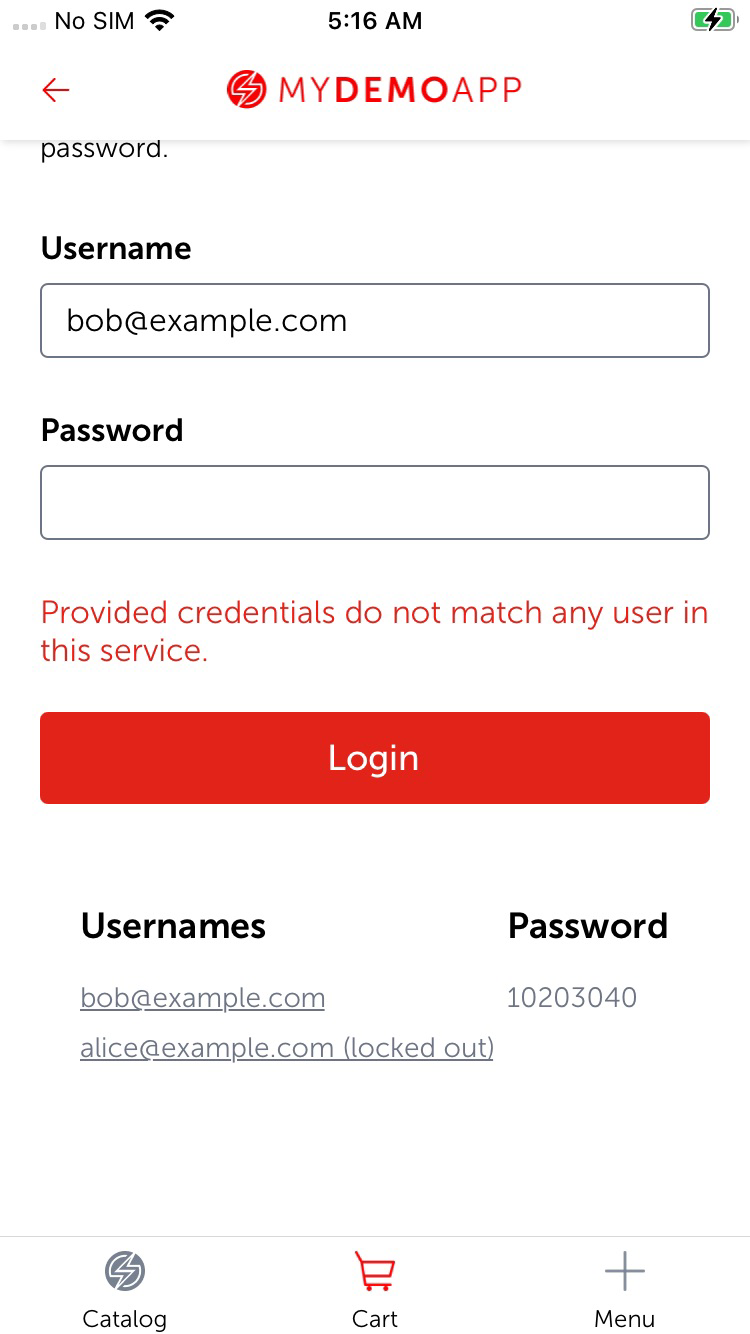 No SIM 5:16 AM
MYDEMOAPP
password.
Username
bob@example.com
Password
Provided credentials do not match any user in
this service.
Login
Usernames Password
bob@example.com 10203040
alice@example.com (locked out)
Catalog Cart Menu